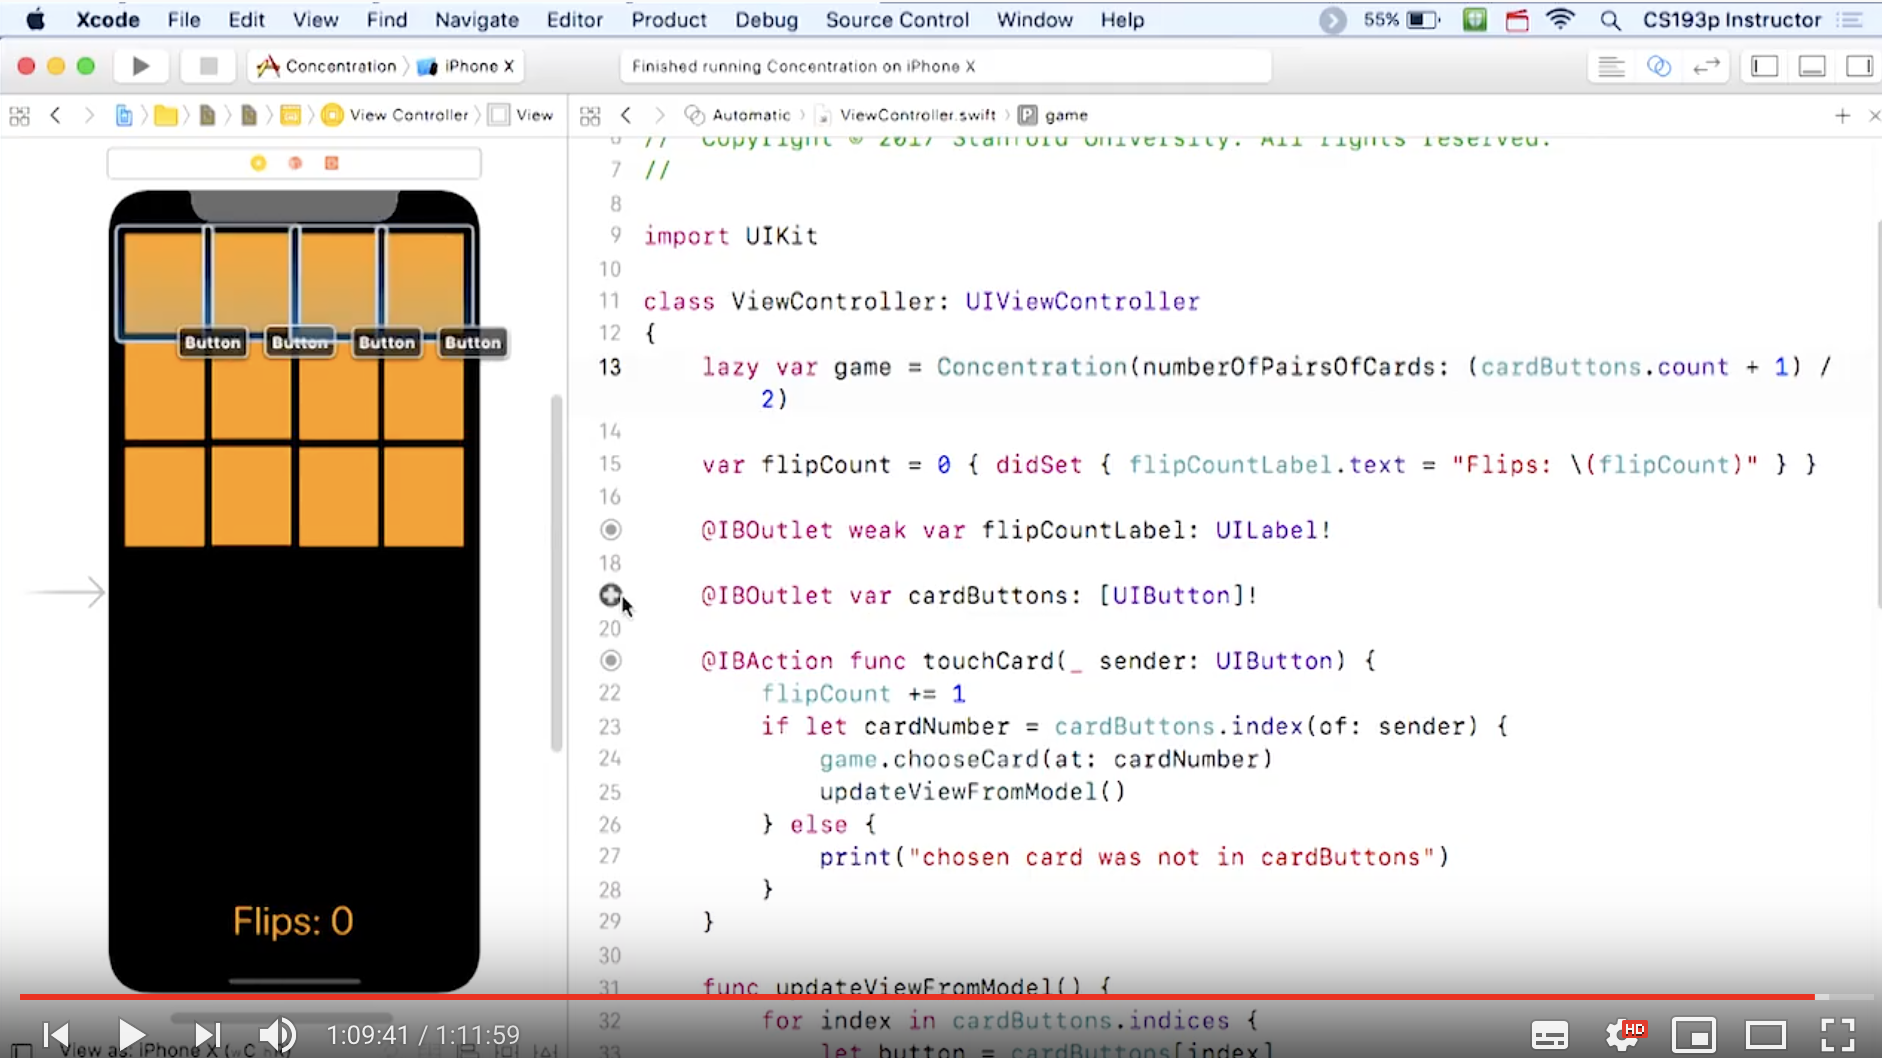 Xcode File Edit View Find Navigate Editor Product Debug Source Control Window Help 55% CS193p Instructor
Concentration iPhone X Finished running Concentration on iPhone X
View Controller View Automatic ViewController.swift P game
6 // Copyright © 2017 Stanford University. All rights reserved.
7 //
8
9 import UIKit
10
11 class ViewController: UIViewController
12 {
13 lazy var game = Concentration(numberOfPairsOfCards: (cardButtons.count + 1) /
2)
14
15 var flipCount = 0 { didSet { flipCountLabel.text = "Flips: \(flipCount)" } }
16
@IBOutlet weak var flipCountLabel: UILabel!
18
@IBOutlet var cardButtons: [UIButton]!
20
@IBAction func touchCard(_ sender: UIButton) {
22 flipCount += 1
23 if let cardNumber = cardButtons.index(of: sender) {
24 game.chooseCard(at: cardNumber)
25 updateViewFromModel()
26 } else {
27 print("chosen card was not in cardButtons")
28 }
29 }
30
31 func updateViewFromModel() {
32 for index in cardButtons.indices {
33 let button = cardButtons[index]
Button Button Button Button
Flips: 0
1:09:41 / 1:11:59
HD
View as: iPhone X